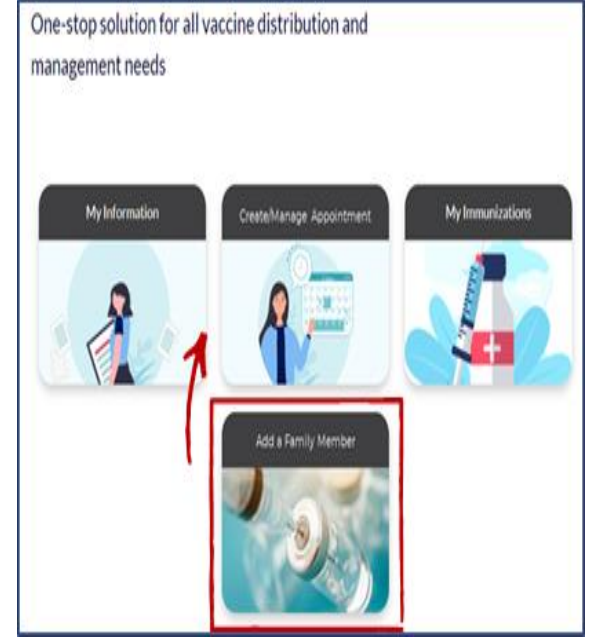 One-stop solution for all vaccine distribution and
management needs
My Information
Create/Manage Appointment
My Immunizations
Add a Family Member